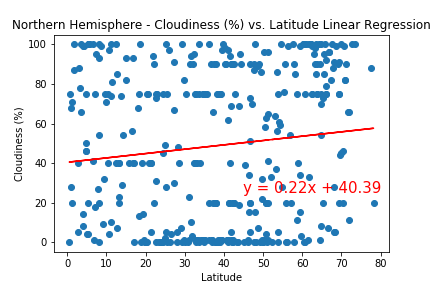 Northern Hemisphere - Cloudiness (%) vs. Latitude Linear Regression
100
80
60
40
20
0
Cloudiness (%)
y = 0.22x + 40.39
0 10 20 30 40 50 60 70 80
Latitude